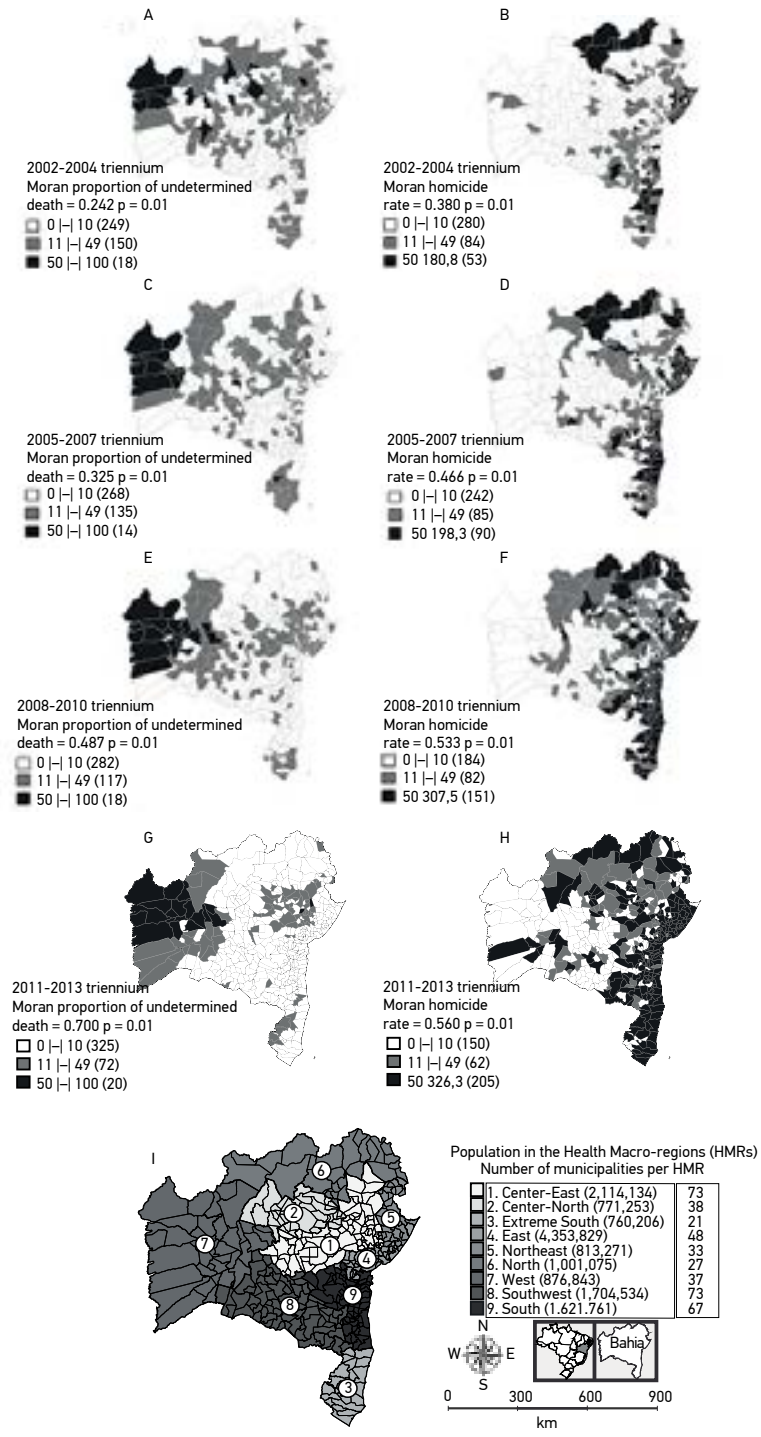 A
2002-2004 triennium
Moran proportion of undetermined
death = 0.242 p = 0.01
0 |–| 10 (249)
11 |–| 49 (150)
50 |–| 100 (18)
B
2002-2004 triennium
Moran homicide
rate = 0.380 p = 0.01
0 |–| 10 (280)
11 |–| 49 (84)
50 180,8 (53)
C
2005-2007 triennium
Moran proportion of undetermined
death = 0.325 p = 0.01
0 |–| 10 (268)
11 |–| 49 (135)
50 |–| 100 (14)
D
2005-2007 triennium
Moran homicide
rate = 0.466 p = 0.01
0 |–| 10 (242)
11 |–| 49 (85)
50 198,3 (90)
E
2008-2010 triennium
Moran proportion of undetermined
death = 0.487 p = 0.01
0 |–| 10 (282)
11 |–| 49 (117)
50 |–| 100 (18)
F
2008-2010 triennium
Moran homicide
rate = 0.533 p = 0.01
0 |–| 10 (184)
11 |–| 49 (82)
50 307,5 (151)
G
2011-2013 triennium
Moran proportion of undetermined
death = 0.700 p = 0.01
0 |–| 10 (325)
11 |–| 49 (72)
50 |–| 100 (20)
H
2011-2013 triennium
Moran homicide
rate = 0.560 p = 0.01
0 |–| 10 (150)
11 |–| 49 (62)
50 326,3 (205)
I
6
2
5
7
1
4
8
9
3
Population in the Health Macro-regions (HMRs)
Number of municipalities per HMR
1. Center-East (2,114,134) 73
2. Center-North (771,253) 38
3. Extreme South (760,206) 21
4. East (4,353,829) 48
5. Northeast (813,271) 33
6. North (1,001,075) 27
7. West (876,843) 37
8. Southwest (1,704,534) 73
9. South (1.621.761) 67
N
W E
S
Bahia
0 300 600 900
km